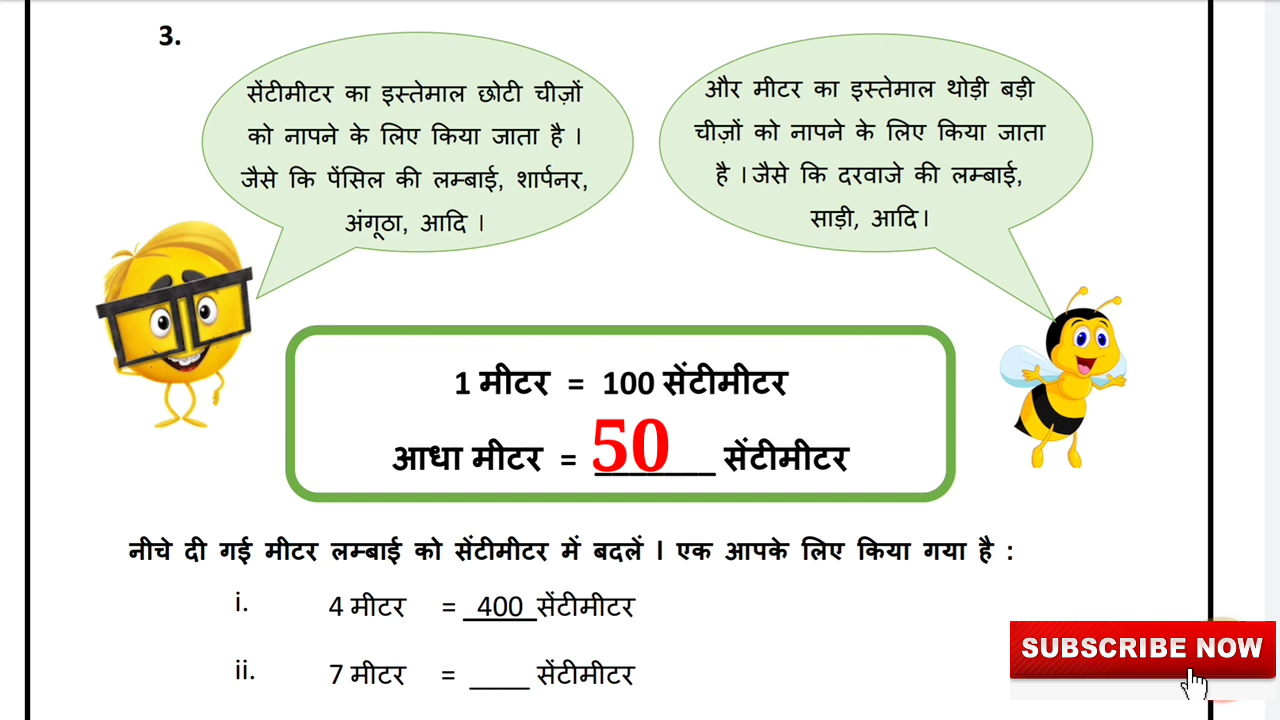 3.
सेंटीमीटर का इस्तेमाल छोटी चीज़ों
को नापने के लिए किया जाता है ।
जैसे कि पेंसिल की लम्बाई, शार्पनर,
अंगूठा, आदि ।
और मीटर का इस्तेमाल थोड़ी बड़ी
चीज़ों को नापने के लिए किया जाता
है । जैसे कि दरवाजे की लम्बाई,
साड़ी, आदि।
1 मीटर = 100 सेंटीमीटर
आधा मीटर = 50 सेंटीमीटर
नीचे दी गई मीटर लम्बाई को सेंटीमीटर में बदलें । एक आपके लिए किया गया है :
i. 4 मीटर = 400 सेंटीमीटर
ii. 7 मीटर = ____ सेंटीमीटर
SUBSCRIBE NOW